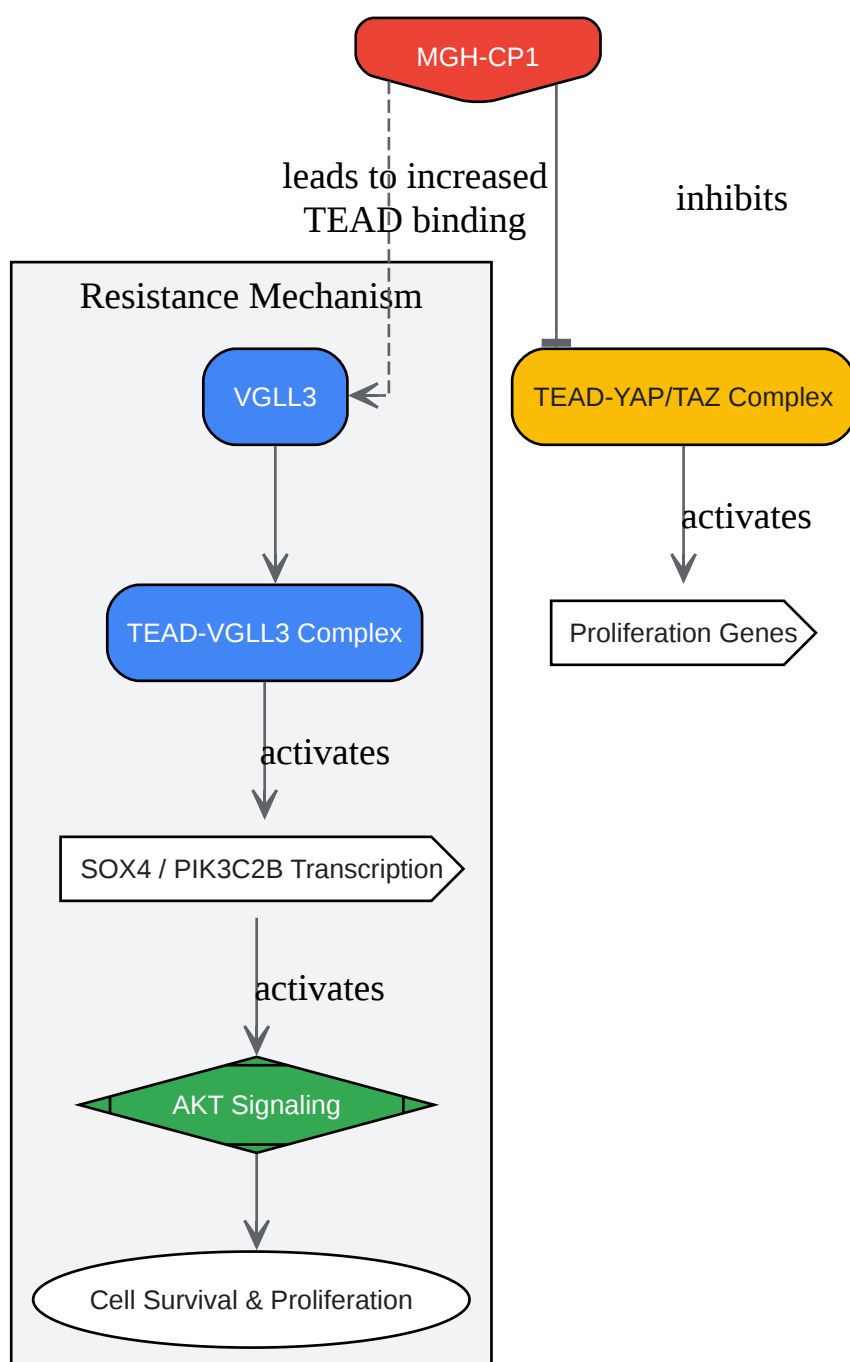 MGH-CP1
leads to increased
TEAD binding
inhibits
Resistance Mechanism
VGLL3
TEAD-YAP/TAZ Complex
activates
TEAD-VGLL3 Complex
Proliferation Genes
activates
SOX4 / PIK3C2B Transcription
activates
AKT Signaling
Cell Survival & Proliferation